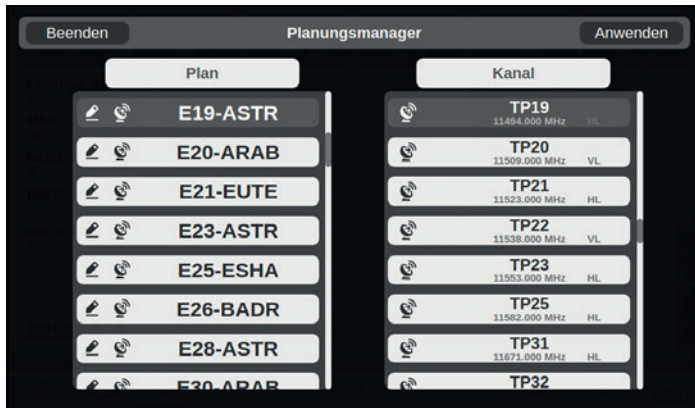 Beenden
Planungsmanager
Anwenden
Plan
Kanal
E19-ASTR
E20-ARAB
E21-EUTE
E23-ASTR
E25-ESHA
E26-BADR
E28-ASTR
E30-ARAB
TP19
11494.000 MHz HL
TP20
11509.000 MHz VL
TP21
11523.000 MHz HL
TP22
11538.000 MHz VL
TP23
11553.000 MHz HL
TP25
11582.000 MHz HL
TP31
11671.000 MHz HL
TP32